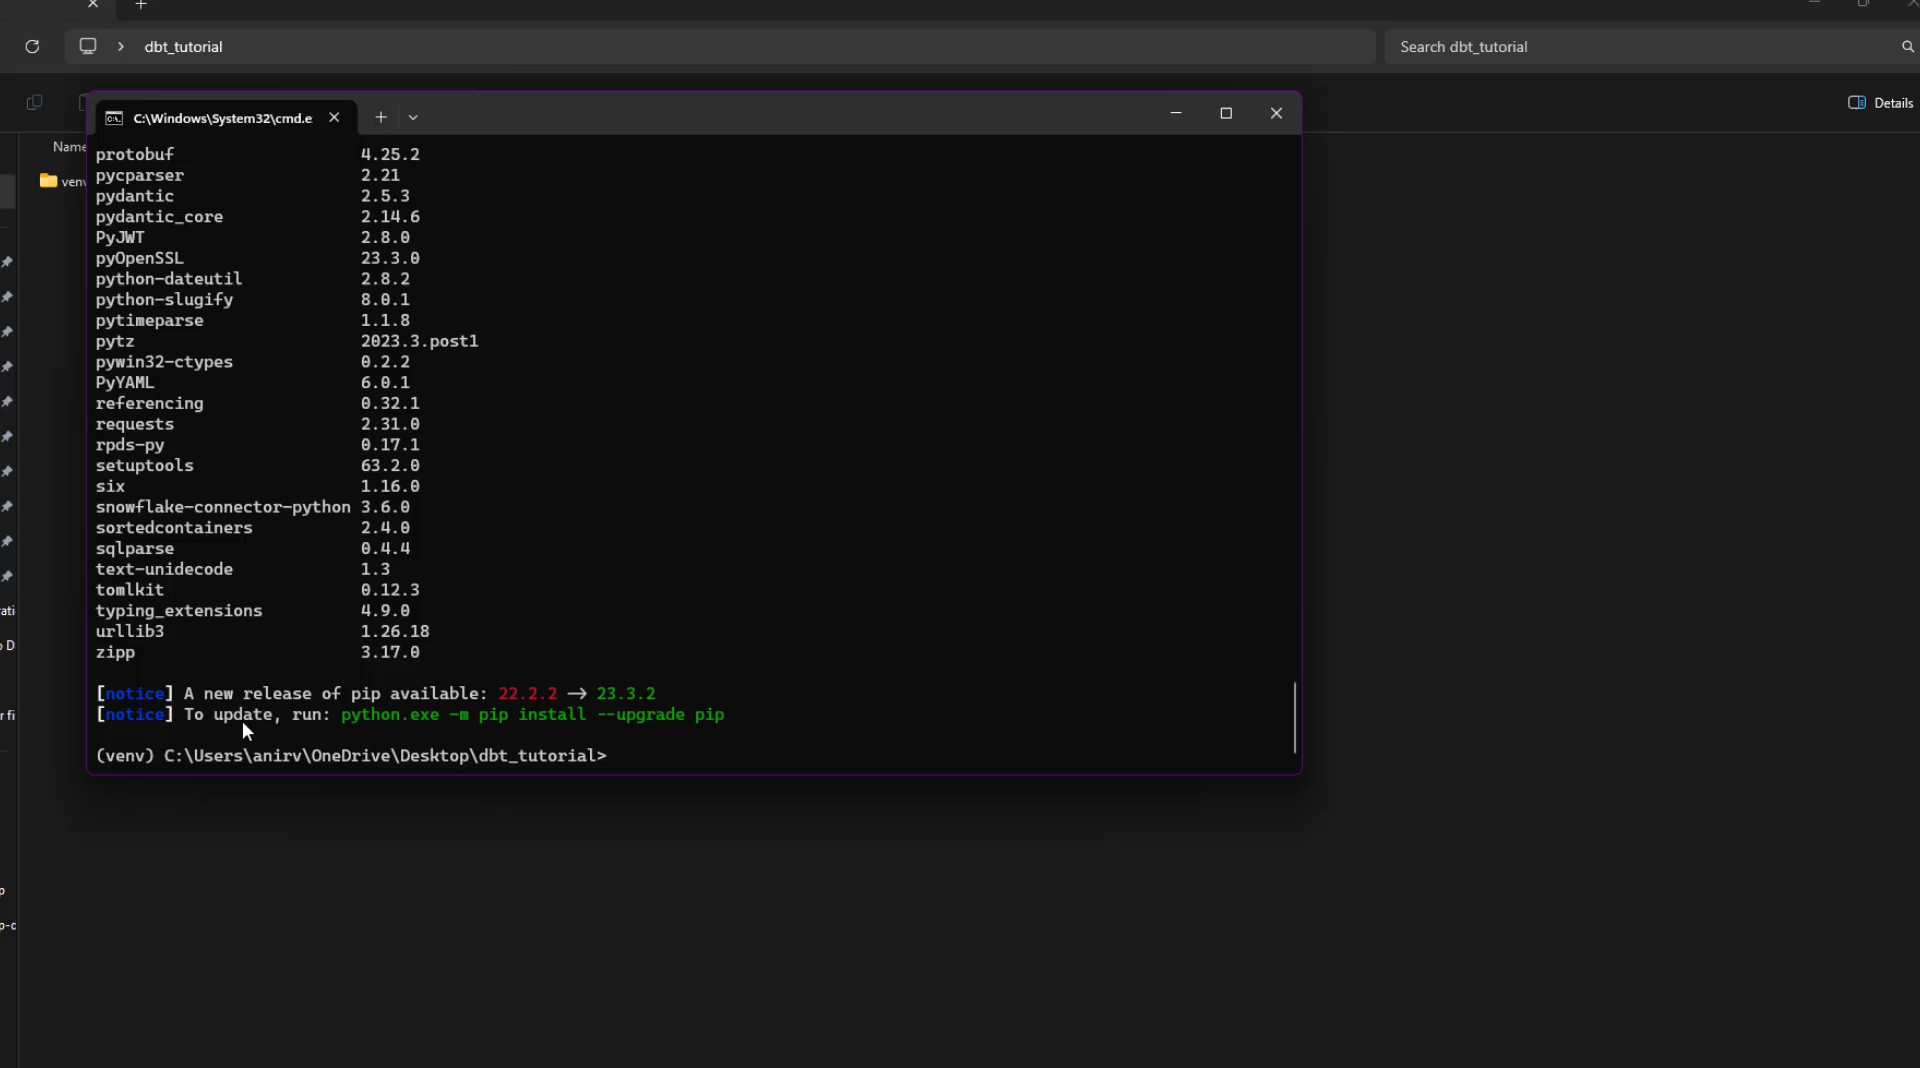 dbt_tutorial
Search dbt_tutorial
Details
C:\Windows\System32\cmd.e
Name
venv
protobuf 4.25.2
pycparser 2.21
pydantic 2.5.3
pydantic_core 2.14.6
PyJWT 2.8.0
pyOpenSSL 23.3.0
python-dateutil 2.8.2
python-slugify 8.0.1
pytimeparse 1.1.8
pytz 2023.3.post1
pywin32-ctypes 0.2.2
PyYAML 6.0.1
referencing 0.32.1
requests 2.31.0
rpds-py 0.17.1
setuptools 63.2.0
six 1.16.0
snowflake-connector-python 3.6.0
sortedcontainers 2.4.0
sqlparse 0.4.4
text-unidecode 1.3
tomlkit 0.12.3
typing_extensions 4.9.0
urllib3 1.26.18
zipp 3.17.0
[notice] A new release of pip available: 22.2.2 -> 23.3.2
[notice] To update, run: python.exe -m pip install --upgrade pip
(venv) C:\Users\anirv\OneDrive\Desktop\dbt_tutorial>